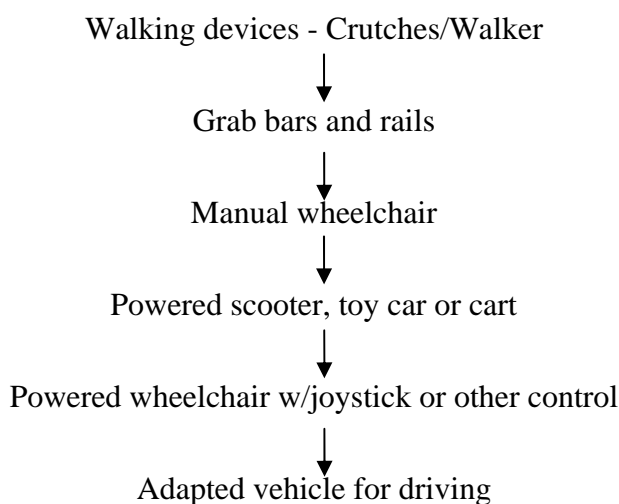 Walking devices - Crutches/Walker
Grab bars and rails
Manual wheelchair
Powered scooter, toy car or cart
Powered wheelchair w/joystick or other control
Adapted vehicle for driving